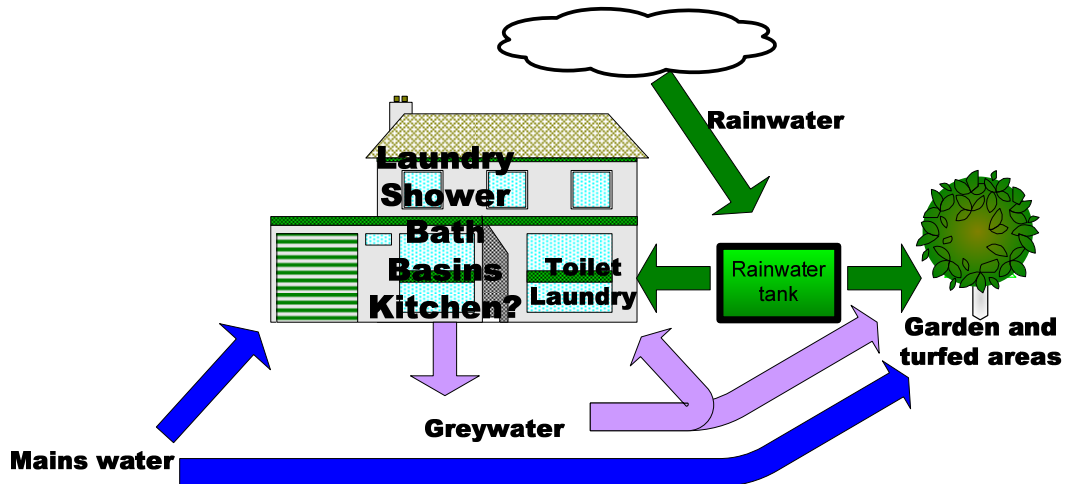 Rainwater
Laundry
Shower
Bath
Basins
Kitchen?
Toilet
Laundry
Rainwater
tank
Garden and
turfed areas
Greywater
Mains water